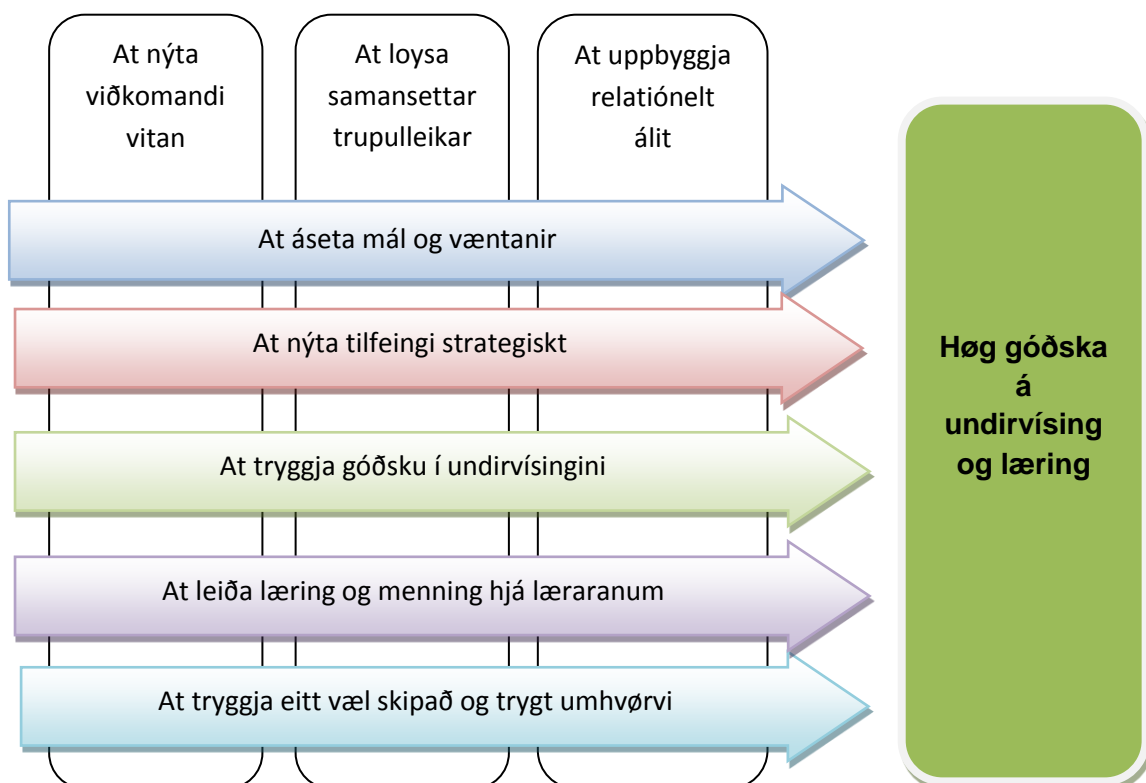 At nýta
viðkomandi
vitan
At loysa
samansettar
trupulleikar
At uppbyggja
relatiónelt
álit
At áseta mál og væntanir
At nýta tilfeingi strategiskt
At tryggja góðsku í undirvísingini
At leiða læring og menning hjá læraranum
At tryggja eitt væl skipað og trygt umhvørvi
Høg góðska
á
undirvísing
og læring